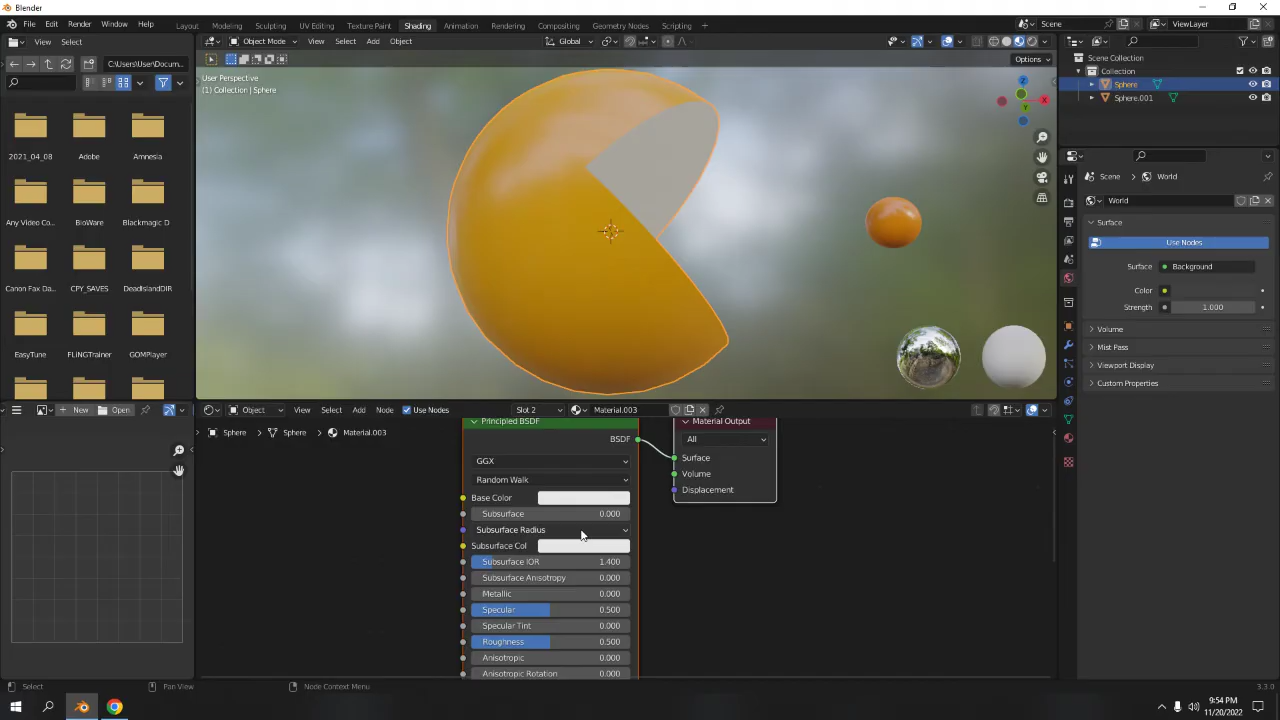 Blender
File Edit Render Window Help Layout Modeling Sculpting UV Editing Texture Paint Shading Animation Rendering Compositing Geometry Nodes Scripting + Scene ViewLayer
View Select
Object Mode View Select Add Object Global
C:\Users\User\Docum...
Options
User Perspective
(1) Collection | Sphere
Scene Collection
Collection
Sphere
Sphere.001
2021_04_08 Adobe Amnesia
Any Video Co... BioWare Blackmagic D
Canon Fax Da... CPY_SAVES DeadIslandDIR
EasyTune FLiNGTrainer GOMPlayer
Scene World
World
Surface
Use Nodes
Surface Background
Color
Strength 1.000
Volume
Mist Pass
Viewport Display
Custom Properties
X
Y
Z
New Open
Object View Select Add Node Use Nodes Slot 2 Material.003
Sphere Sphere Material.003
Principled BSDF
BSDF
GGX
Random Walk
Base Color
Subsurface 0.000
Subsurface Radius
Subsurface Col
Subsurface IOR 1.400
Subsurface Anisotropy 0.000
Metallic 0.000
Specular 0.500
Specular Tint 0.000
Roughness 0.500
Anisotropic 0.000
Anisotropic Rotation 0.000
Material Output
All
Surface
Volume
Displacement
Select Pan View Node Context Menu 3.3.0
9:54 PM
11/20/2022